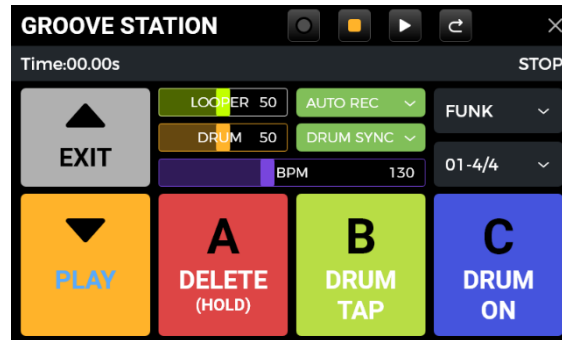 GROOVE STATION
Time:00.00s STOP
EXIT
LOOPER 50
AUTO REC
FUNK
DRUM 50
DRUM SYNC
BPM 130
01-4/4
PLAY
A
DELETE
(HOLD)
B
DRUM
TAP
C
DRUM
ON